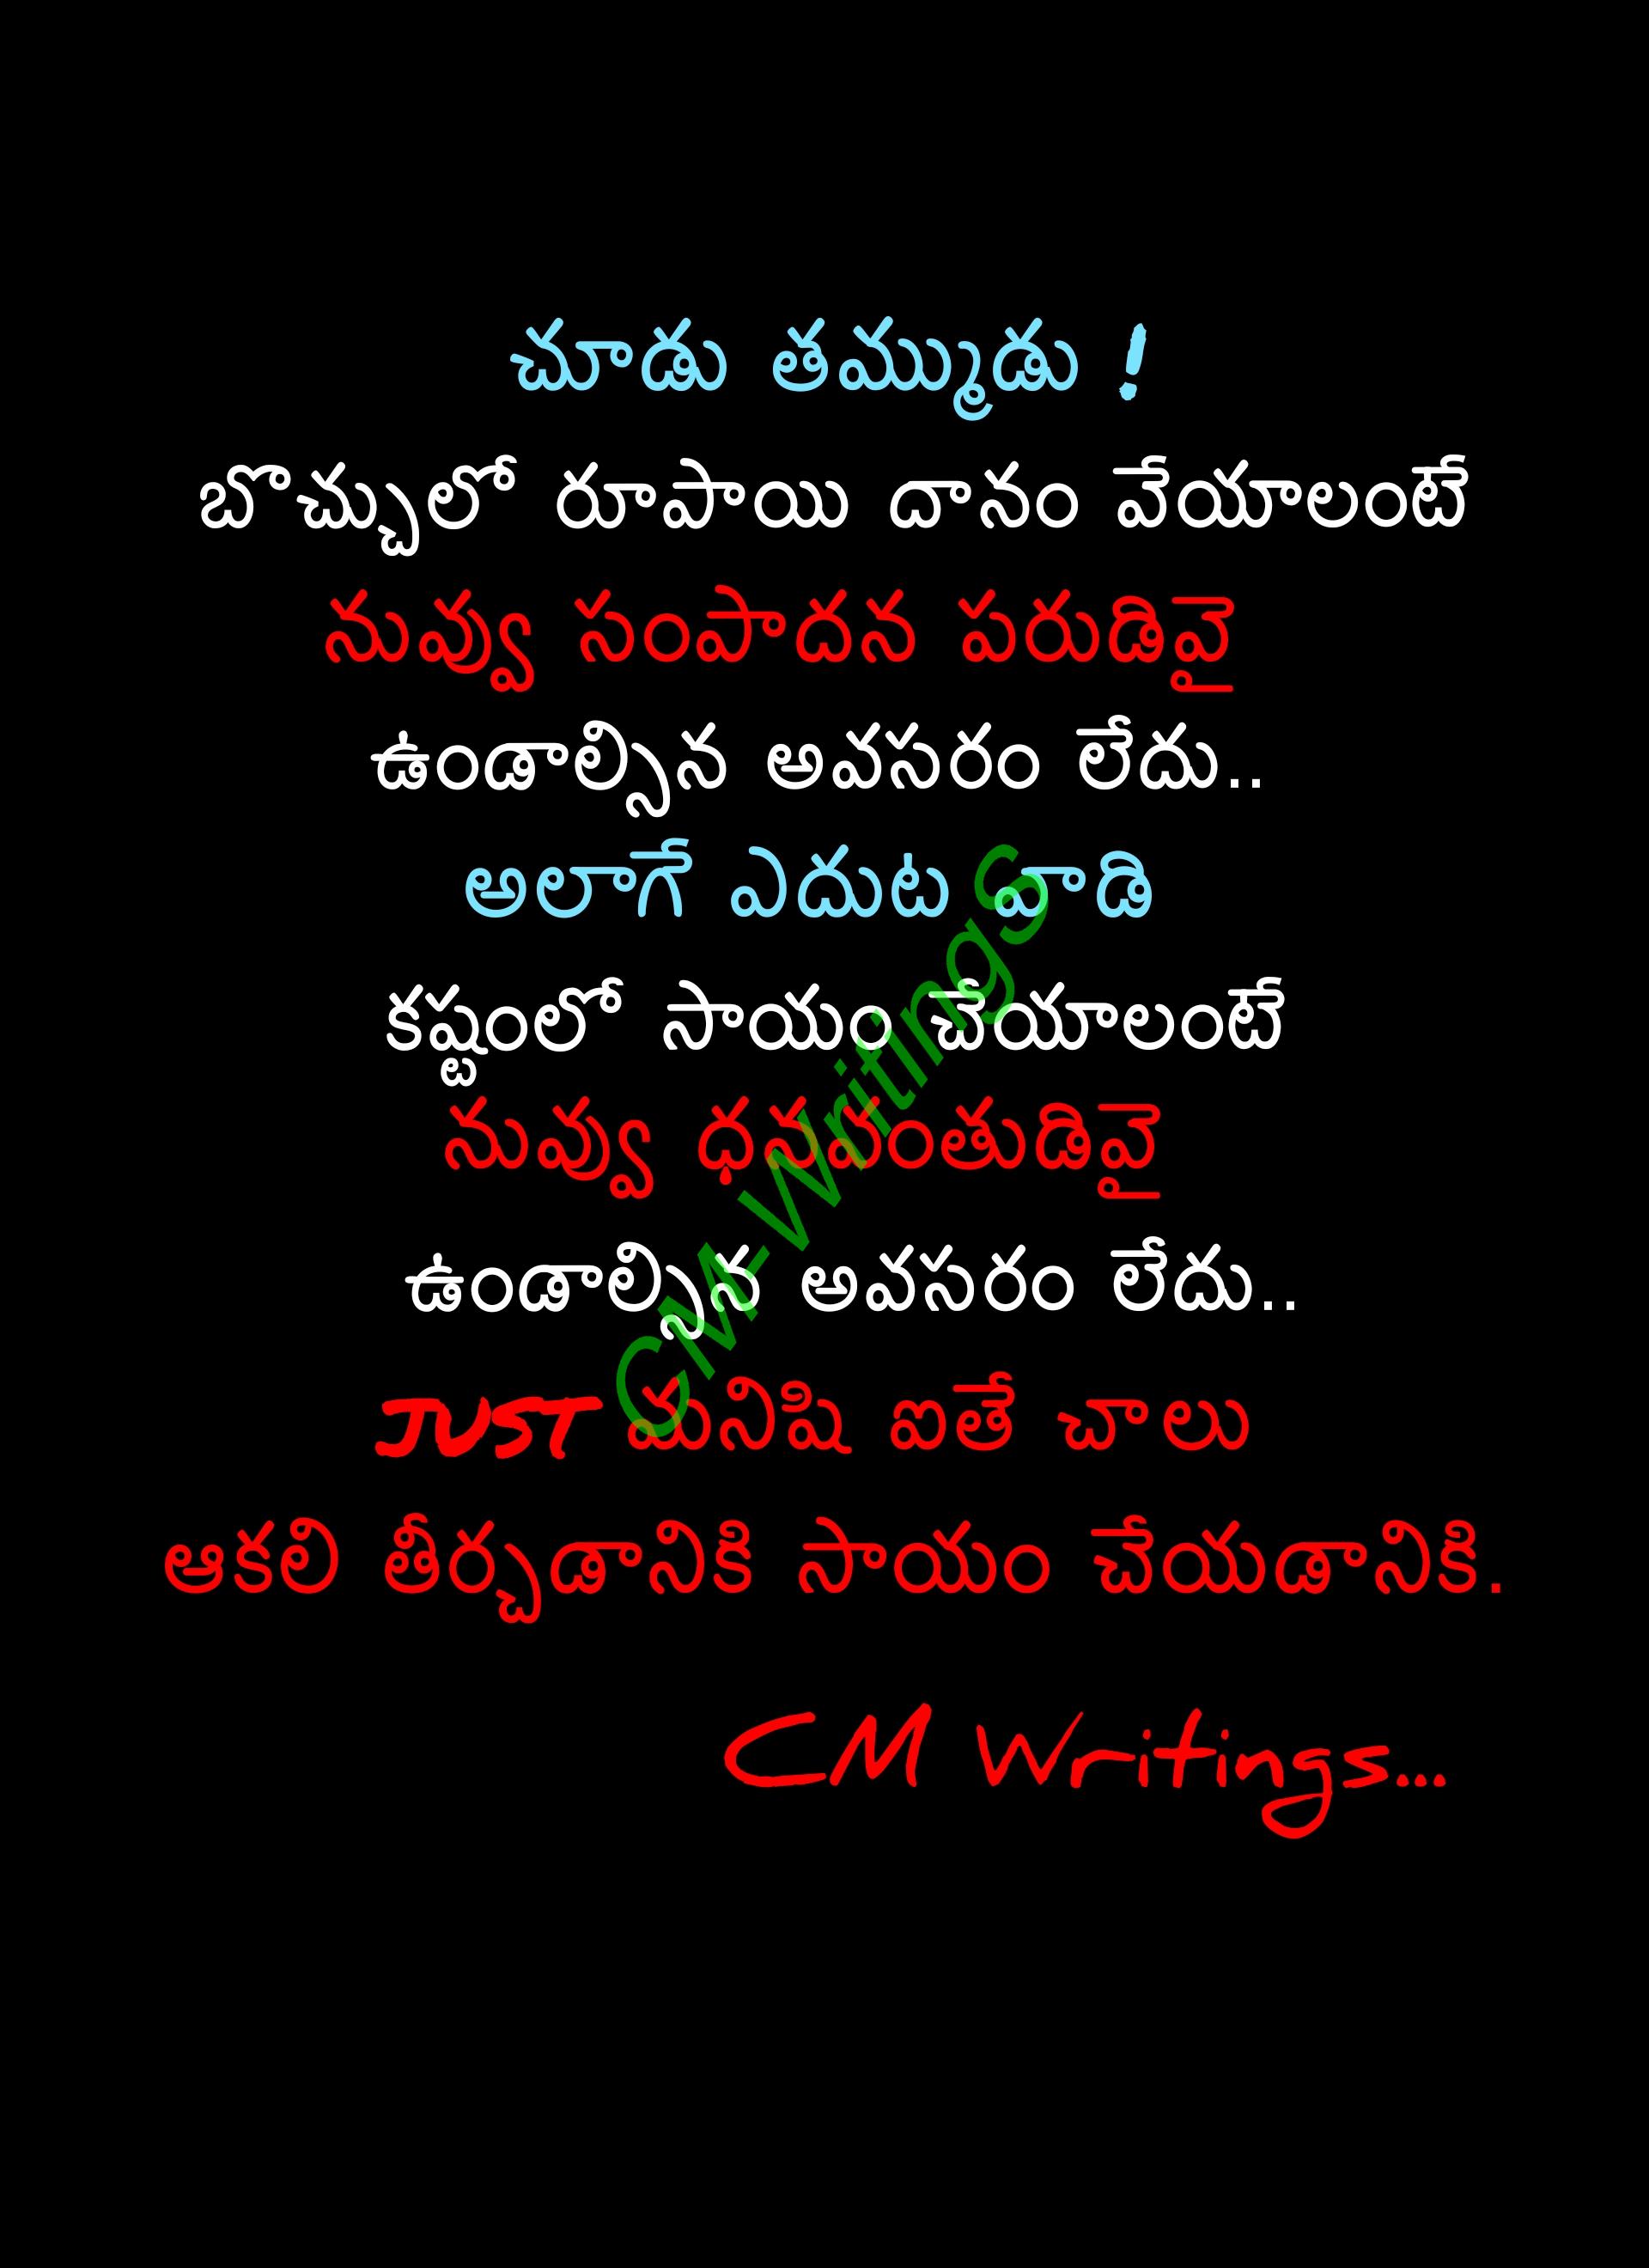 చూడు తమ్ముడు !
బొచ్చులో రూపాయి దానం వేయాలంటే
నువ్వు సంపాదన పరుడివై
ఉండాల్సిన అవసరం లేదు..
అలాగే ఎదుట వాడి
కష్టంలో సాయం చేయాలంటే
నువ్వు ధనవంతుడివై
ఉండాల్సిన అవసరం లేదు..
JUST మనిషి ఐతే చాలు
ఆకలి తీర్చడానికి సాయం చేయడానికి.
CM Writings...
CM-Writings